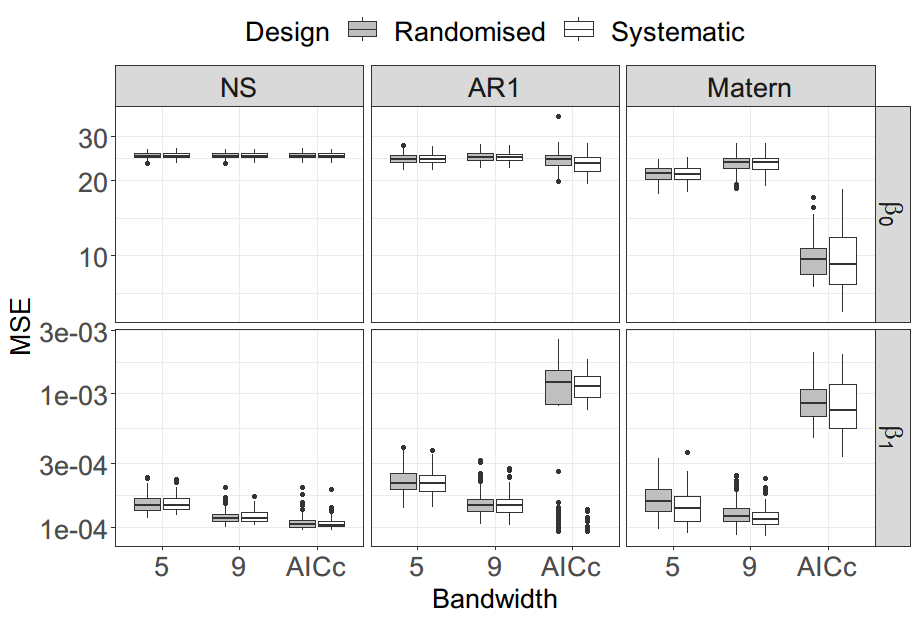 Design Randomised Systematic
NS AR1 Matern
MSE
30
20
10
β0
3e-03
1e-03
3e-04
1e-04
β1
5 9 AICc 5 9 AICc 5 9 AICc
Bandwidth